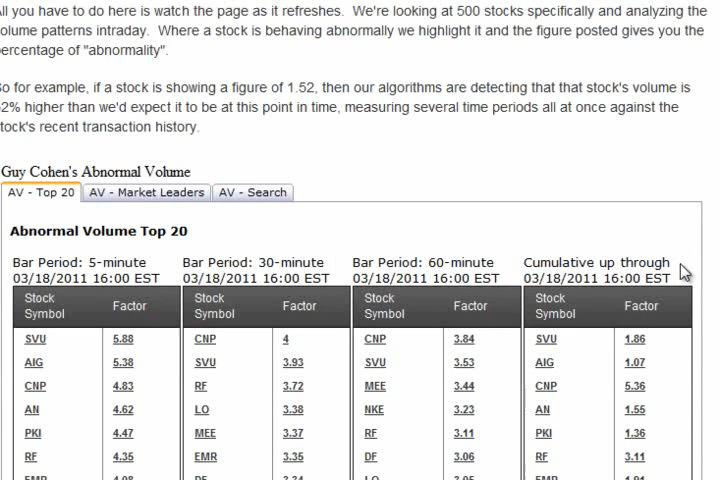 All you have to do here is watch the page as it refreshes. We're looking at 500 stocks specifically and analyzing the
volume patterns intraday. Where a stock is behaving abnormally we highlight it and the figure posted gives you the
percentage of "abnormality".
So for example, if a stock is showing a figure of 1.52, then our algorithms are detecting that that stock's volume is
52% higher than we'd expect it to be at this point in time, measuring several time periods all at once against the
stock's recent transaction history.
Guy Cohen's Abnormal Volume
AV - Top 20 AV - Market Leaders AV - Search
Abnormal Volume Top 20
Bar Period: 5-minute Bar Period: 30-minute Bar Period: 60-minute Cumulative up through
03/18/2011 16:00 EST 03/18/2011 16:00 EST 03/18/2011 16:00 EST 03/18/2011 16:00 EST
Stock Symbol Factor Stock Symbol Factor Stock Symbol Factor Stock Symbol Factor
SVU 5.88 CNP 4 CNP 3.84 SVU 1.86
AIG 5.38 SVU 3.93 SVU 3.53 AIG 1.07
CNP 4.83 RF 3.72 MEE 3.44 CNP 5.36
AN 4.62 LO 3.38 NKE 3.23 AN 1.55
PKI 4.47 MEE 3.37 RF 3.11 PKI 1.36
RF 4.35 EMR 3.35 DF 3.06 RF 3.11